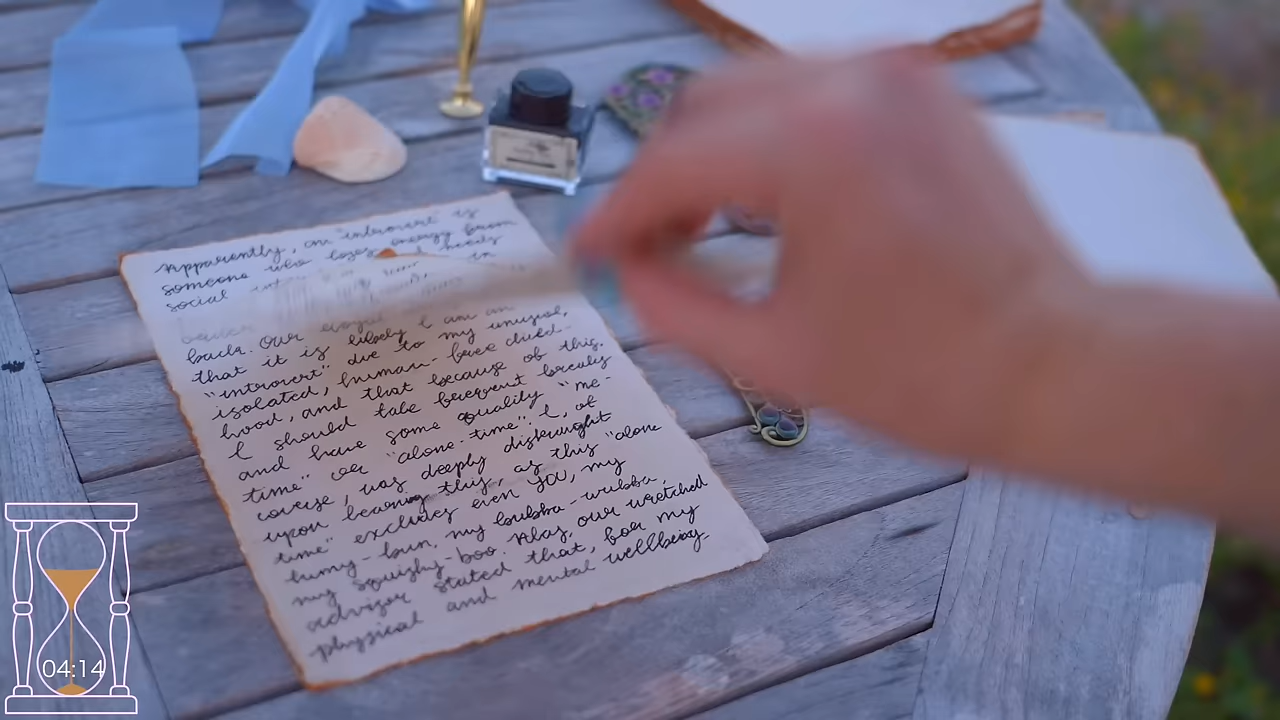 Apparently, an "introvert" is
someone who loses energy from
social
back. Our royal
that it is likely I am an
"introvert" due to my unusual,
isolated, human-free child-
hood, and that because of this,
I should take frequent breaks
and have some quality "me-
time" or "alone-time". I, of
course, was deeply distraught
upon hearing this, as this "alone
time" excludes even YOU, my
-bun, my bubba-wubba,
my squishy-boo. Alas, our wretched
advisor stated that, for my
physical and mental wellbeing-
04:14